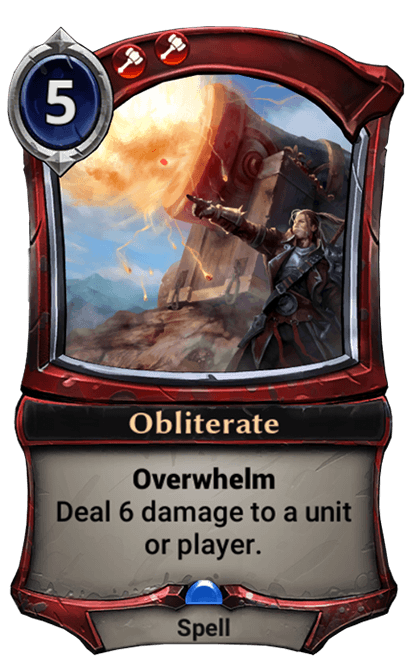 5
Obliterate
Overwhelm
Deal 6 damage to a unit
or player.
Spell